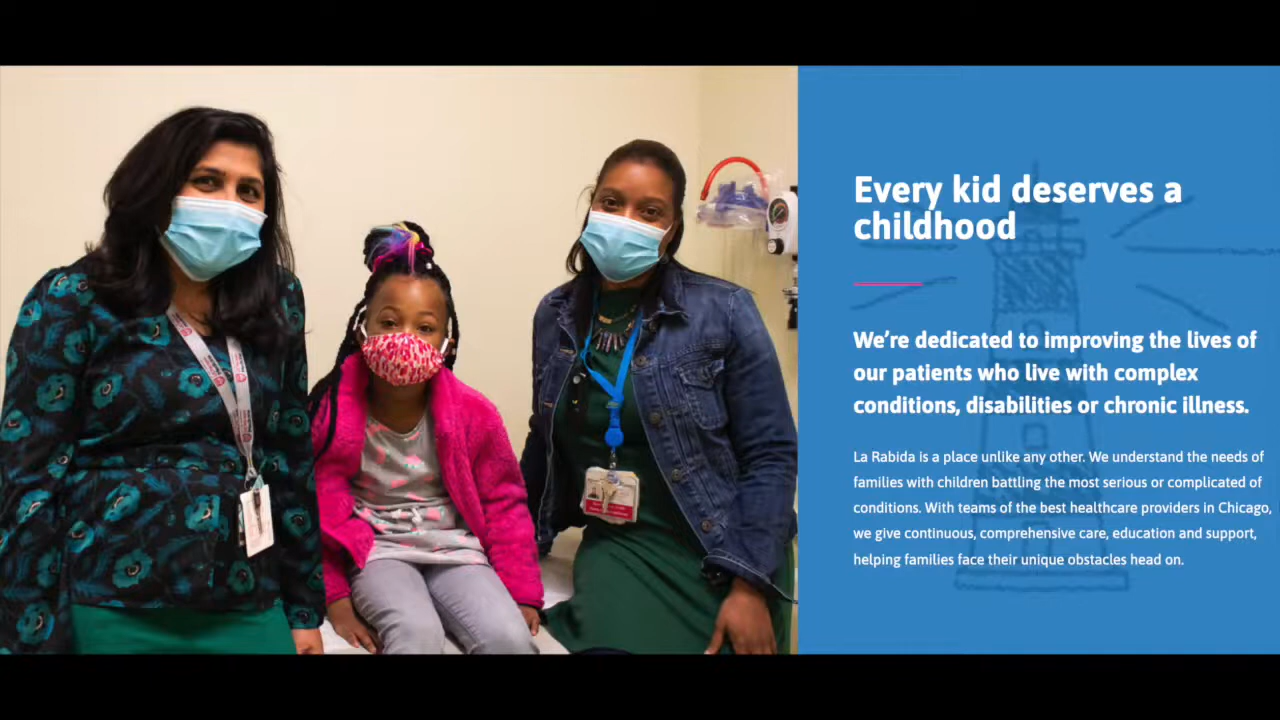 Every kid deserves a
childhood
We’re dedicated to improving the lives of
our patients who live with complex
conditions, disabilities or chronic illness.
La Rabida is a place unlike any other. We understand the needs of
families with children battling the most serious or complicated of
conditions. With teams of the best healthcare providers in Chicago,
we give continuous, comprehensive care, education and support,
helping families face their unique obstacles head on.